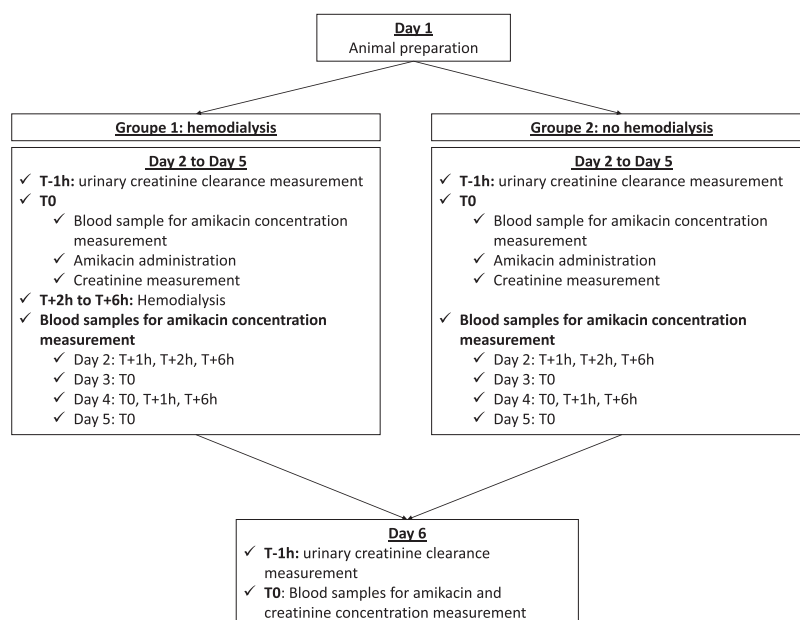 Day 1
Animal preparation
Groupe 1: hemodialysis
Day 2 to Day 5
✓ T-1h: urinary creatinine clearance measurement
✓ T0
✓ Blood sample for amikacin concentration
measurement
✓ Amikacin administration
✓ Creatinine measurement
✓ T+2h to T+6h: Hemodialysis
✓ Blood samples for amikacin concentration
measurement
✓ Day 2: T+1h, T+2h, T+6h
✓ Day 3: T0
✓ Day 4: T0, T+1h, T+6h
✓ Day 5: T0
Groupe 2: no hemodialysis
Day 2 to Day 5
✓ T-1h: urinary creatinine clearance measurement
✓ T0
✓ Blood sample for amikacin concentration
measurement
✓ Amikacin administration
✓ Creatinine measurement
✓ Blood samples for amikacin concentration
measurement
✓ Day 2: T+1h, T+2h, T+6h
✓ Day 3: T0
✓ Day 4: T0, T+1h, T+6h
✓ Day 5: T0
Day 6
✓ T-1h: urinary creatinine clearance
measurement
✓ T0: Blood samples for amikacin and
creatinine concentration measurement